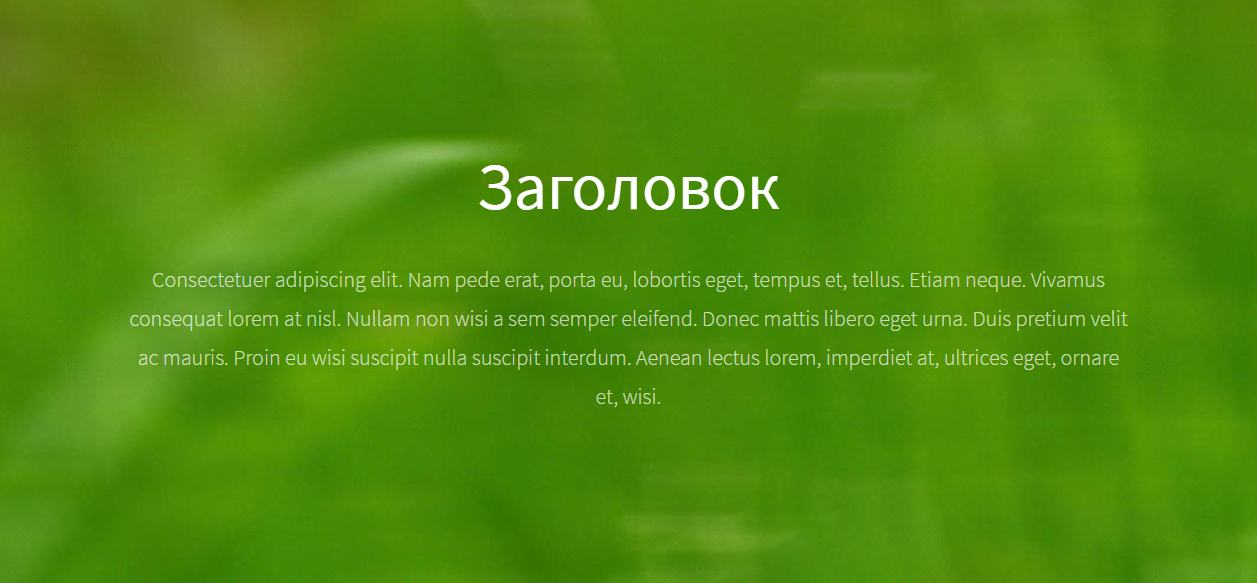 Заголовок
Consectetuer adipiscing elit. Nam pede erat, porta eu, lobortis eget, tempus et, tellus. Etiam neque. Vivamus
consequat lorem at nisl. Nullam non wisi a sem semper eleifend. Donec mattis libero eget urna. Duis pretium velit
ac mauris. Proin eu wisi suscipit nulla suscipit interdum. Aenean lectus lorem, imperdiet at, ultrices eget, ornare
et, wisi.